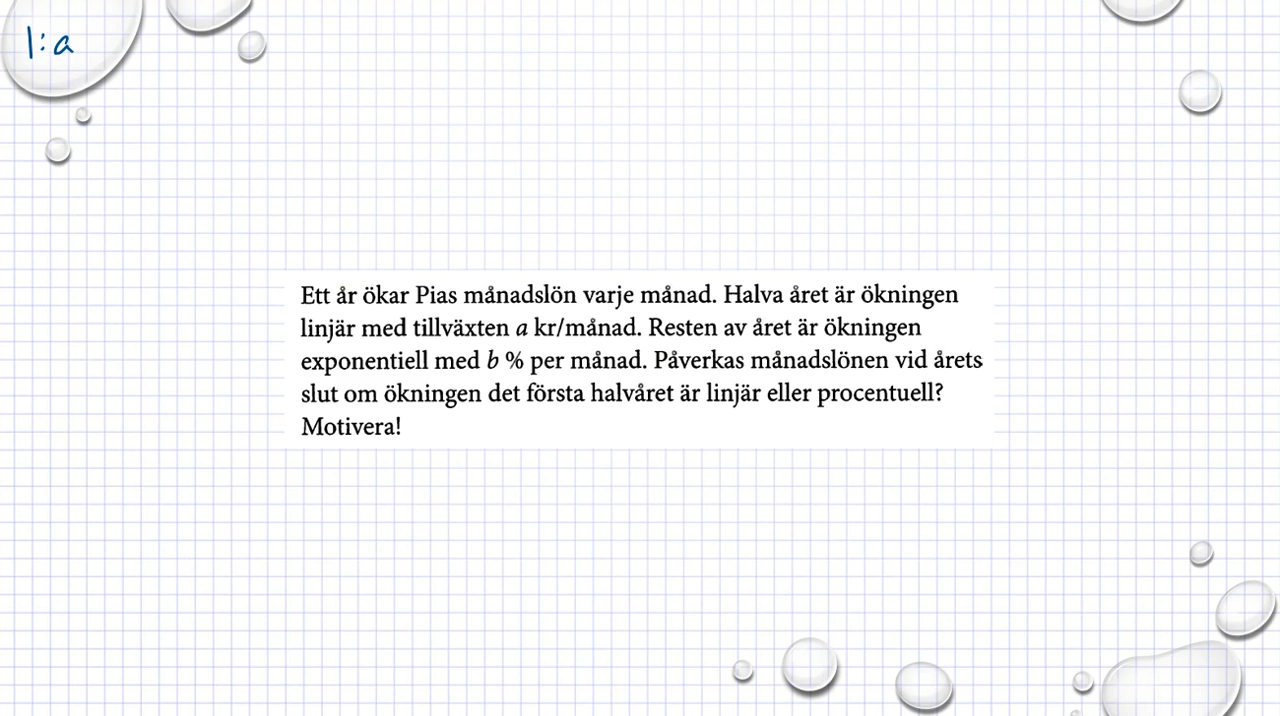 1:a
Ett år ökar Pias månadslön varje månad. Halva året är ökningen
linjär med tillväxten a kr/månad. Resten av året är ökningen
exponentiell med b % per månad. Påverkas månadslönen vid årets
slut om ökningen det första halvåret är linjär eller procentuell?
Motivera!